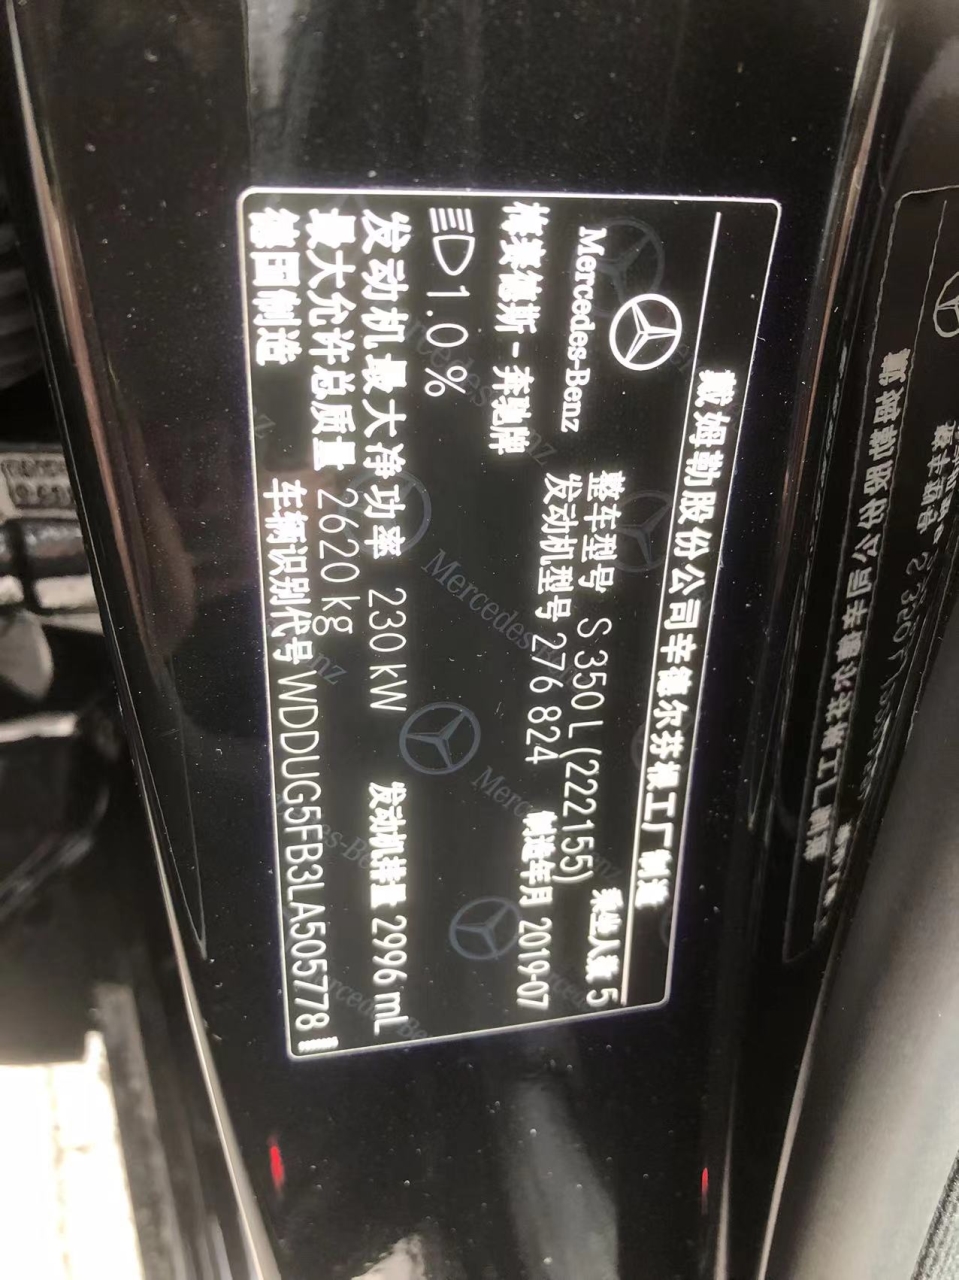 戴姆勒股份公司辛德尔芬根工厂制造
Mercedes-Benz
整车型号 S 350 L (222155) 乘坐人数 5
发动机型号 276 824 制造年月 2019-07
梅赛德斯-奔驰牌
1.0%
发动机最大净功率 230 kW 发动机排量 2996 mL
最大允许总质量 2620 kg
德国制造 车辆识别代号 WDDUG5FB3LA505778